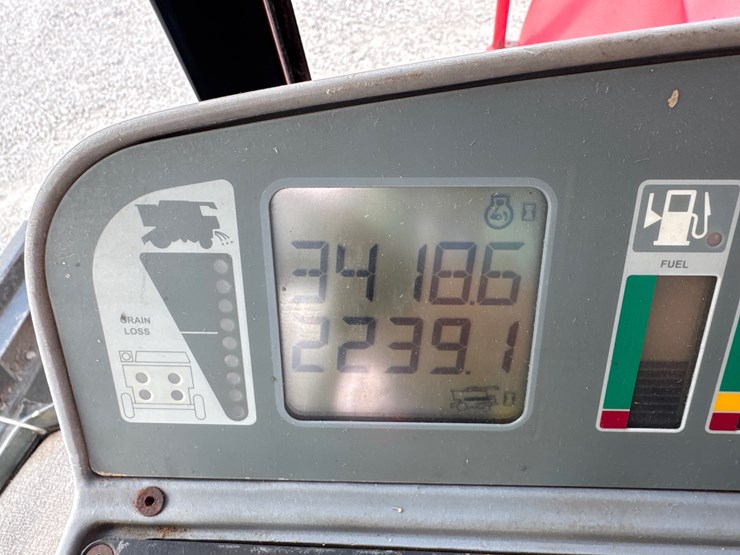 3418.6
2239.1
FUEL
GRAIN
LOSS